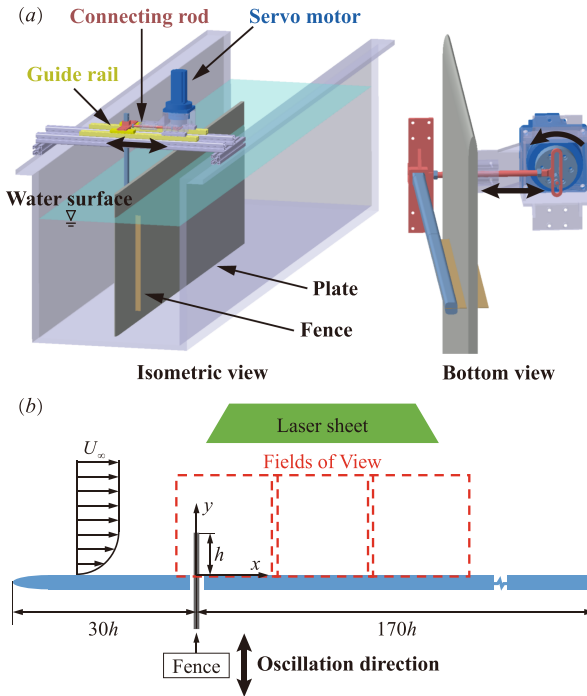 (a)
Connecting rod
Servo motor
Guide rail
Water surface
Plate
Fence
Isometric view
Bottom view
(b)
Laser sheet
U∞
Fields of View
y
h
x
30h
170h
Fence
Oscillation direction